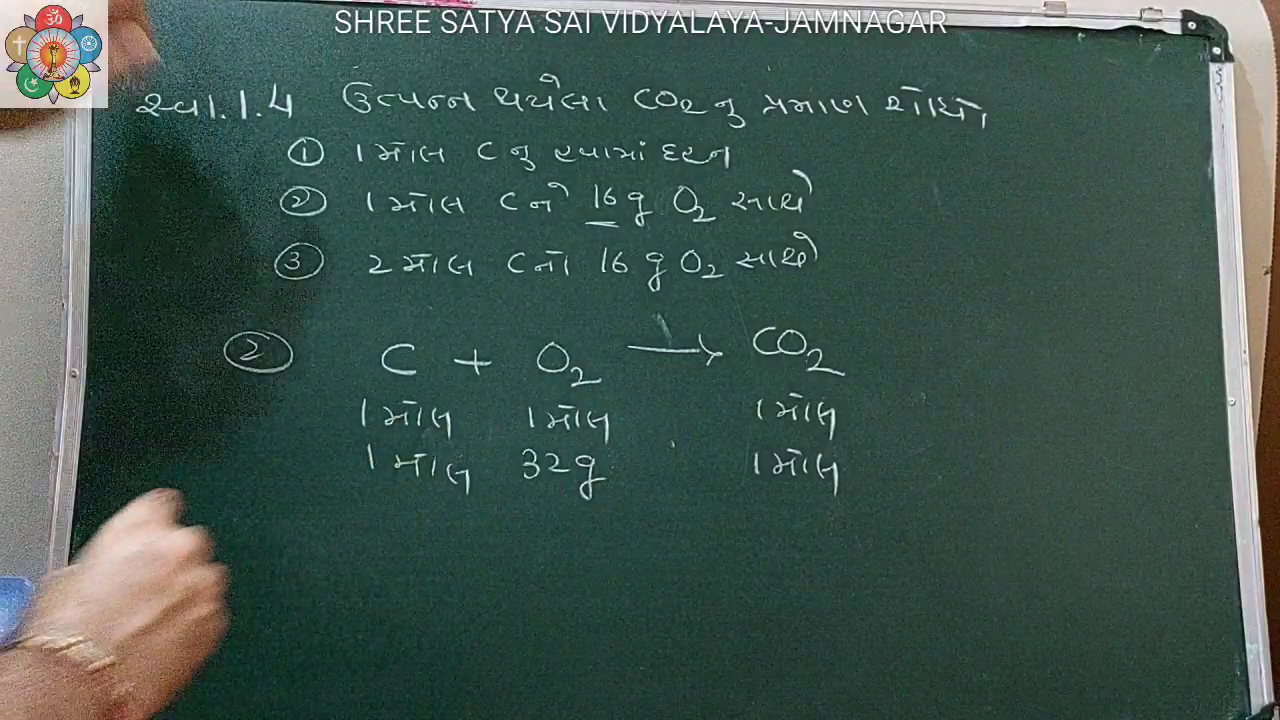 SHREE SATYA SAI VIDYALAYA-JAMNAGAR
સ્વા.1.4 ઉત્પન્ન થયેલા CO2 નુ પ્રમાણ શોધો,
① 1 મૉલ C નુ હવામાં દહન
② 1 મૉલ C ને 16 g O2 સાથે
③ 2 મૉલ C નો 16 g O2 સાથે
② C + O2 → CO2
1 મૉલ 1 મૉલ 1 મૉલ
1 મૉલ 32g 1 મૉલ